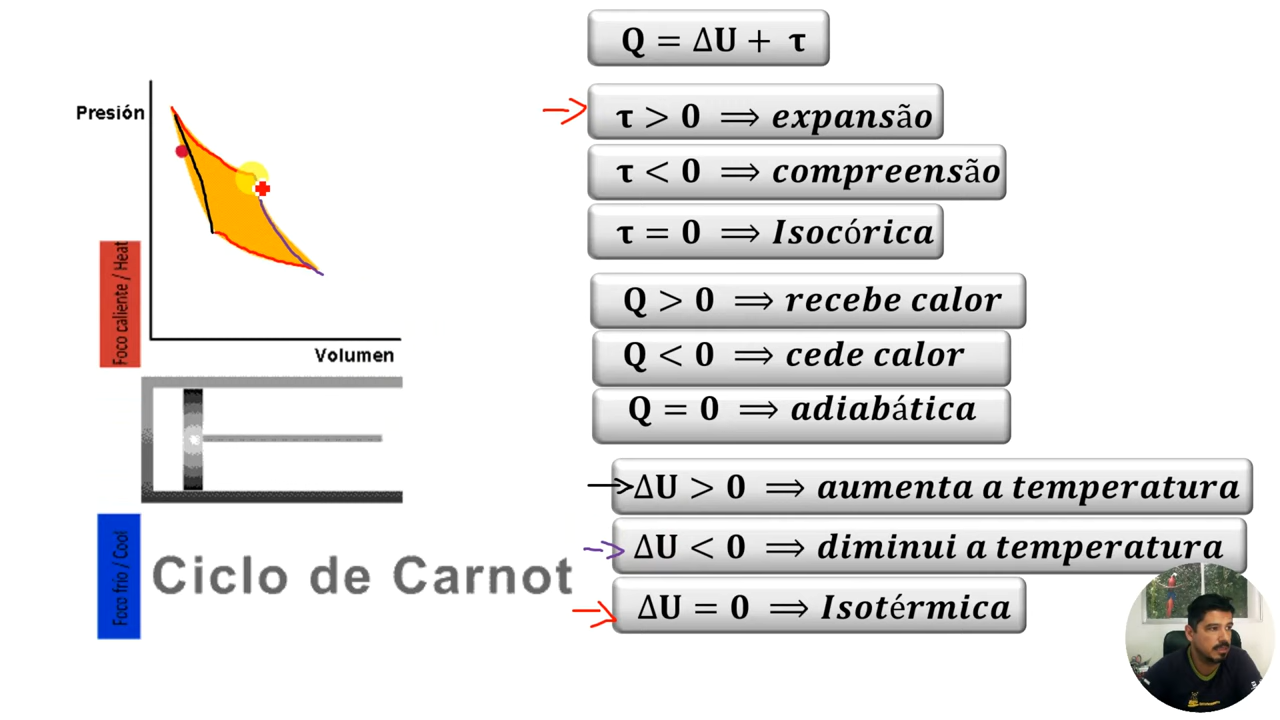 Q = ΔU + τ
Presión
τ > 0 ⟹ expansão
τ < 0 ⟹ compreensão
τ = 0 ⟹ Isocórica
Foco caliente / Heat
Q > 0 ⟹ recebe calor
Volumen
Q < 0 ⟹ cede calor
Q = 0 ⟹ adiabática
ΔU > 0 ⟹ aumenta a temperatura
ΔU < 0 ⟹ diminui a temperatura
Foco frío / Cool
Ciclo de Carnot
ΔU = 0 ⟹ Isotérmica